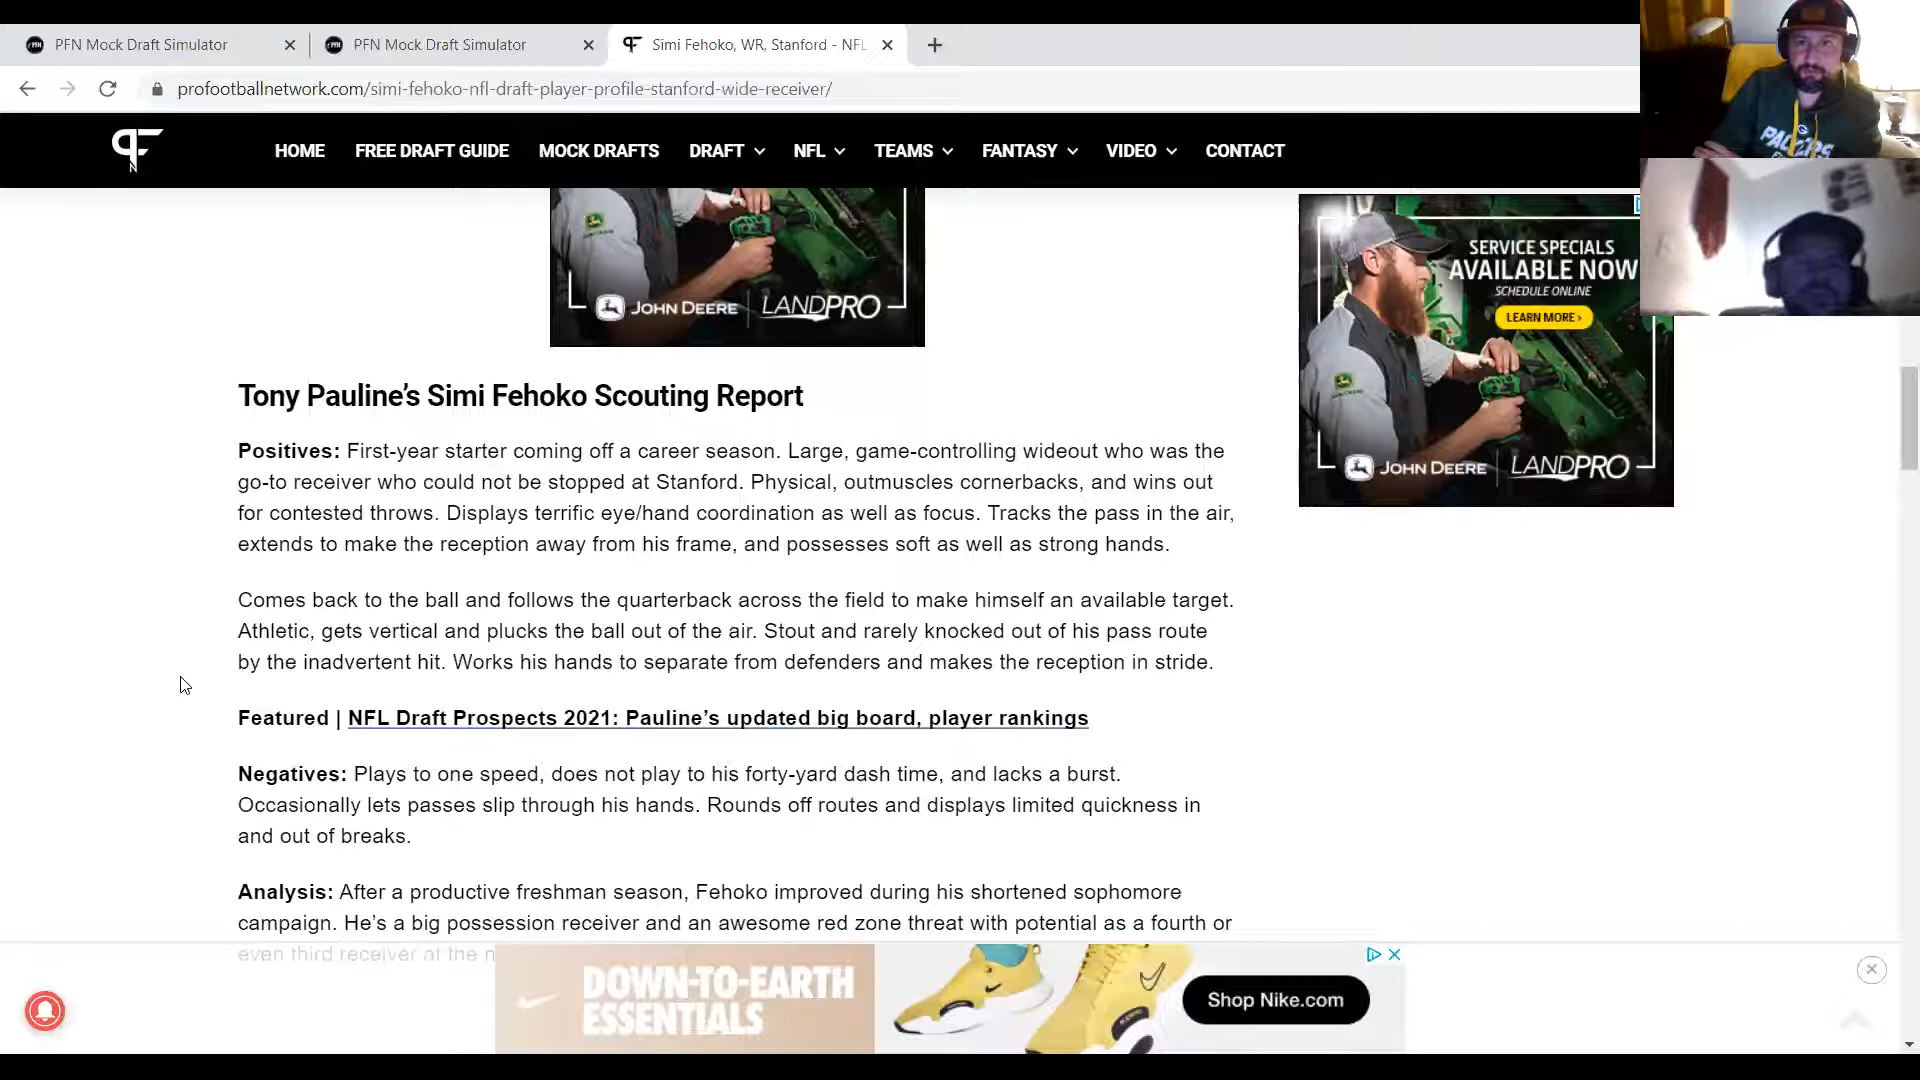 PFN Mock Draft Simulator
PFN Mock Draft Simulator
Simi Fehoko, WR, Stanford - NFL
profootballnetwork.com/simi-fehoko-nfl-draft-player-profile-stanford-wide-receiver/
HOME FREE DRAFT GUIDE MOCK DRAFTS DRAFT NFL TEAMS FANTASY VIDEO CONTACT
JOHN DEERE LANDPRO
SERVICE SPECIALS
AVAILABLE NOW
SCHEDULE ONLINE
LEARN MORE >
JOHN DEERE LANDPRO
PACKERS
Tony Pauline’s Simi Fehoko Scouting Report
Positives: First-year starter coming off a career season. Large, game-controlling wideout who was the
go-to receiver who could not be stopped at Stanford. Physical, outmuscles cornerbacks, and wins out
for contested throws. Displays terrific eye/hand coordination as well as focus. Tracks the pass in the air,
extends to make the reception away from his frame, and possesses soft as well as strong hands.
Comes back to the ball and follows the quarterback across the field to make himself an available target.
Athletic, gets vertical and plucks the ball out of the air. Stout and rarely knocked out of his pass route
by the inadvertent hit. Works his hands to separate from defenders and makes the reception in stride.
Featured | NFL Draft Prospects 2021: Pauline’s updated big board, player rankings
Negatives: Plays to one speed, does not play to his forty-yard dash time, and lacks a burst.
Occasionally lets passes slip through his hands. Rounds off routes and displays limited quickness in
and out of breaks.
Analysis: After a productive freshman season, Fehoko improved during his shortened sophomore
campaign. He’s a big possession receiver and an awesome red zone threat with potential as a fourth or
even third receiver at the n
DOWN-TO-EARTH
ESSENTIALS
Shop Nike.com